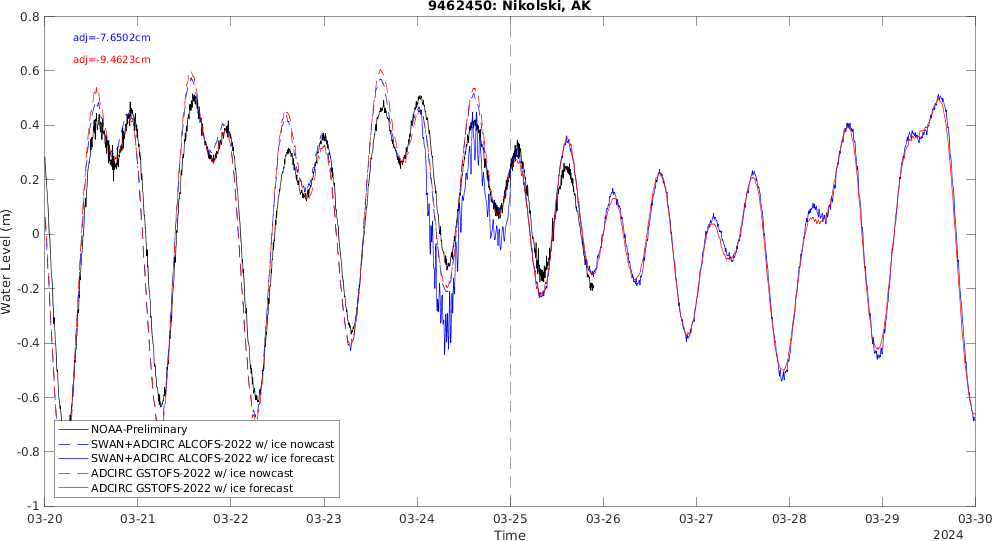 9462450: Nikolski, AK
adj=-7.6502cm
adj=-9.4623cm
0.8
0.6
0.4
0.2
0
-0.2
-0.4
-0.6
-0.8
-1
Water Level (m)
NOAA-Preliminary
SWAN+ADCIRC ALCOFS-2022 w/ ice nowcast
SWAN+ADCIRC ALCOFS-2022 w/ ice forecast
ADCIRC GSTOFS-2022 w/ ice nowcast
ADCIRC GSTOFS-2022 w/ ice forecast
03-20 03-21 03-22 03-23 03-24 03-25 03-26 03-27 03-28 03-29 03-30
Time
2024